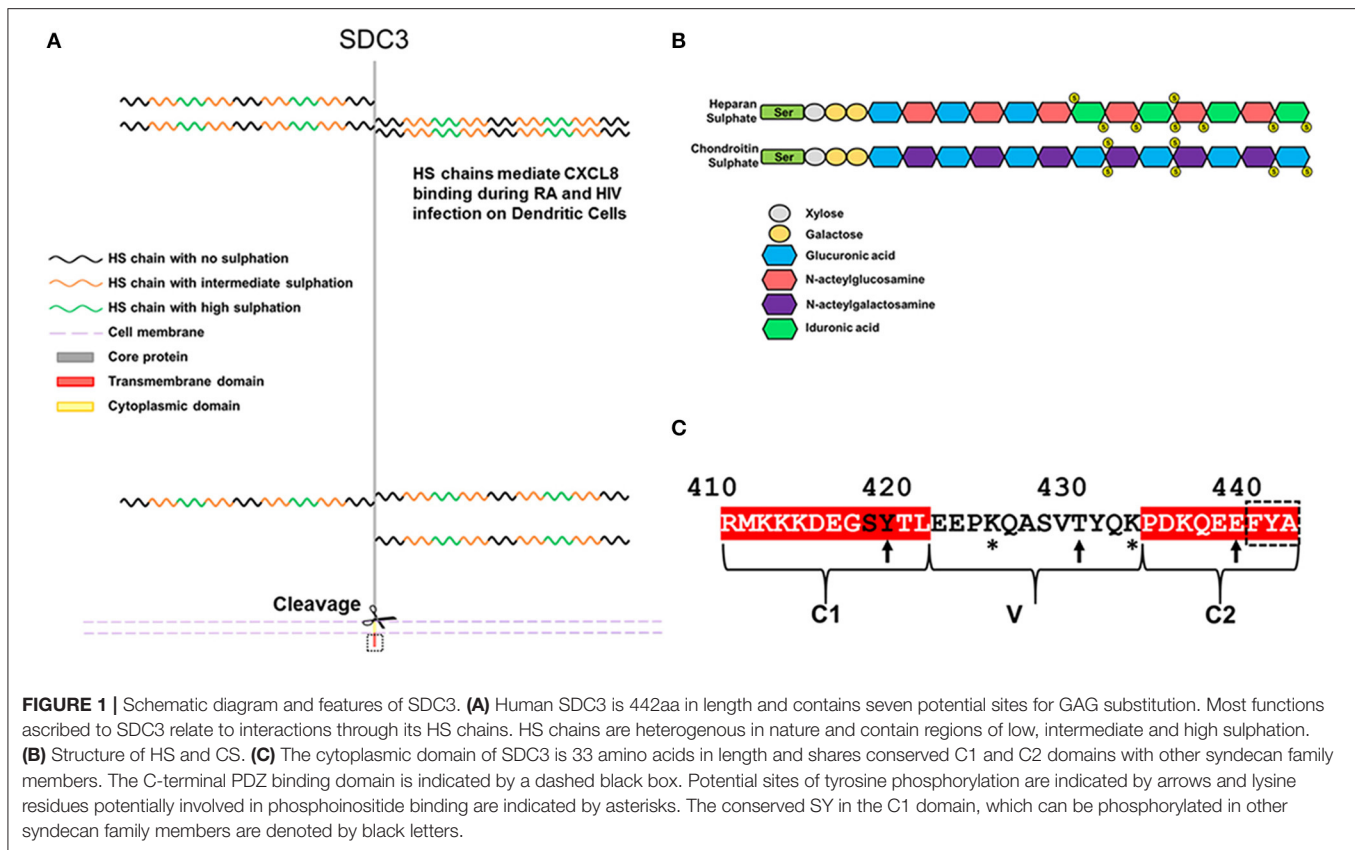 A
SDC3
HS chains mediate CXCL8
binding during RA and HIV
infection on Dendritic Cells
HS chain with no sulphation
HS chain with intermediate sulphation
HS chain with high sulphation
Cell membrane
Core protein
Transmembrane domain
Cytoplasmic domain
Cleavage
B
Heparan
Sulphate
Ser
S S
S S S S S S
Chondroitin
Sulphate
Ser
S S
S S S S
Xylose
Galactose
Glucuronic acid
N-acteylglucosamine
N-acteylgalactosamine
Iduronic acid
C
410 420 430 440
RMKKKDEGSYTLEEPKQASVTYQKPDKQEEFYA
* *
C1 V C2
FIGURE 1 | Schematic diagram and features of SDC3. (A) Human SDC3 is 442aa in length and contains seven potential sites for GAG substitution. Most functions
ascribed to SDC3 relate to interactions through its HS chains. HS chains are heterogenous in nature and contain regions of low, intermediate and high sulphation.
(B) Structure of HS and CS. (C) The cytoplasmic domain of SDC3 is 33 amino acids in length and shares conserved C1 and C2 domains with other syndecan family
members. The C-terminal PDZ binding domain is indicated by a dashed black box. Potential sites of tyrosine phosphorylation are indicated by arrows and lysine
residues potentially involved in phosphoinositide binding are indicated by asterisks. The conserved SY in the C1 domain, which can be phosphorylated in other
syndecan family members are denoted by black letters.